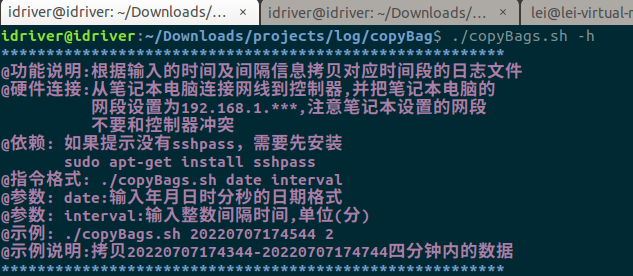 idriver@idriver: ~/Downloads/... × idriver@idriver: ~/Downloads/... × lei@lei-virtual-r
idriver@idriver:~/Downloads/projects/log/copyBag$ ./copyBags.sh -h
********************************************************
@功能说明:根据输入的时间及间隔信息拷贝对应时间段的日志文件
@硬件连接:从笔记本电脑连接网线到控制器,并把笔记本电脑的
网段设置为192.168.1.***,注意笔记本设置的网段
不要和控制器冲突
@依赖: 如果提示没有sshpass，需要先安装
sudo apt-get install sshpass
@指令格式: ./copyBags.sh date interval
@参数: date:输入年月日时分秒的日期格式
@参数: interval:输入整数间隔时间,单位(分)
@示例: ./copyBags.sh 20220707174544 2
@示例说明:拷贝20220707174344-20220707174744四分钟内的数据
********************************************************